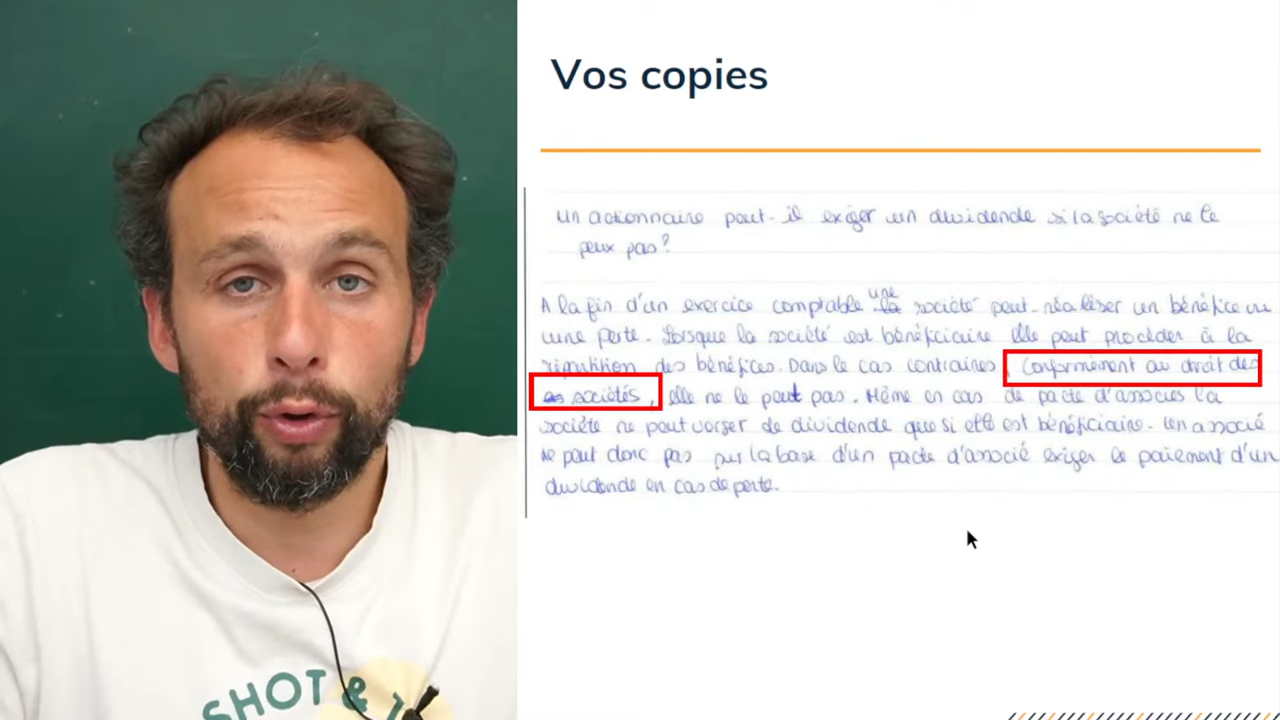 Vos copies
un actionnaire peut-il exiger un dividende si la société ne le
peux pas?
A la fin d'un exercice comptable une la société peut réaliser un bénéfice ou
une perte. Lorsque la société est bénéficiaire elle peut procéder à la
répartition des bénéfices. Dans le cas contraires, conformément au droit des
sociétés, elle ne le peut pas. Même en cas de pacte d'associés la
société ne peut verser de dividende que si elle est bénéficiaire. Un associé
ne peut donc pas sur la base d'un pacte d'associé exiger le paiement d'un
dividende en cas de perte.
SHOT &